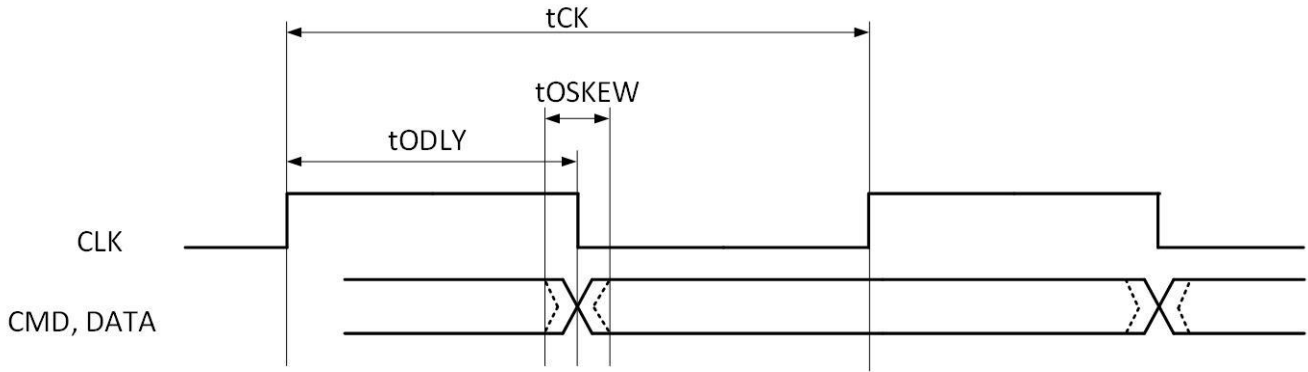 tCK
tOSKEW
tODLY
CLK
CMD, DATA